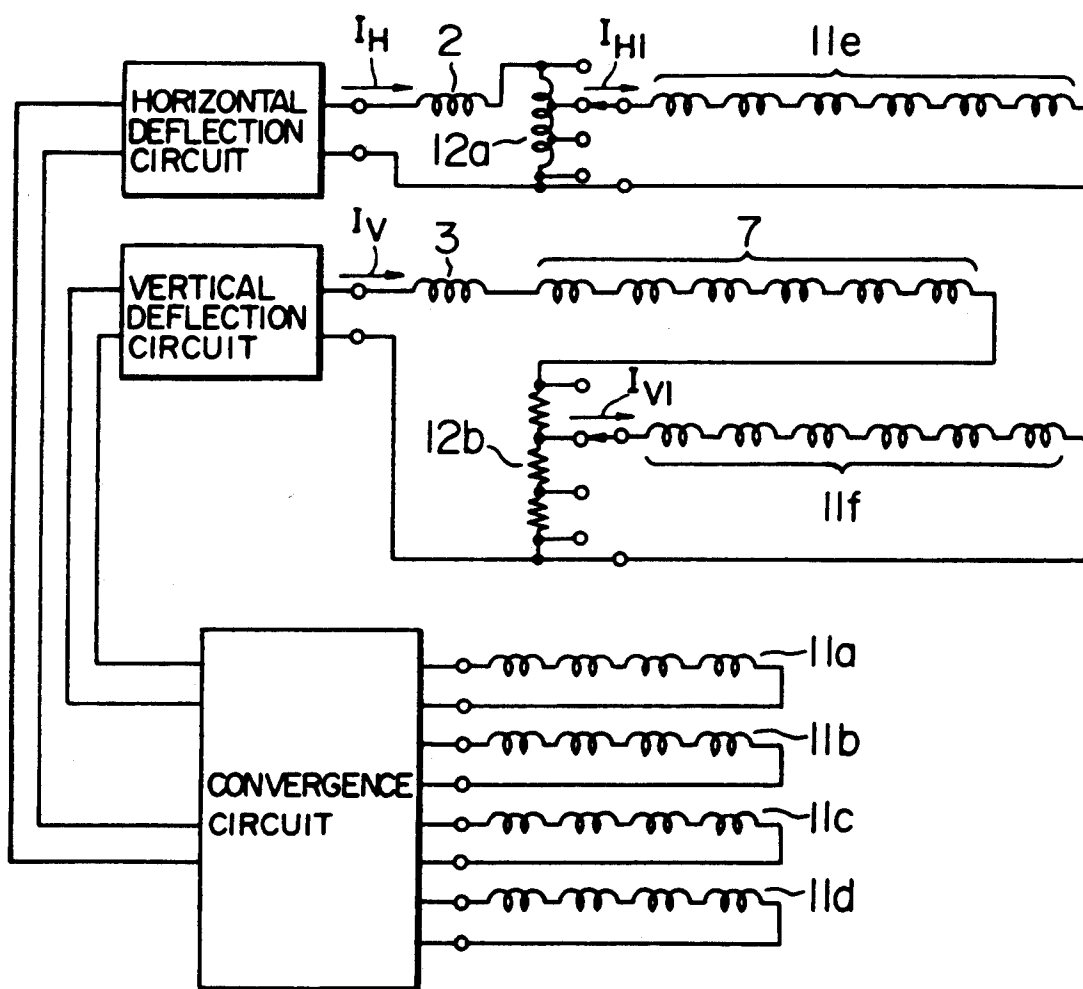 I_H 2 I_H1 11e
HORIZONTAL
DEFLECTION
CIRCUIT
12a
I_V 3 7
VERTICAL
DEFLECTION
CIRCUIT
I_V1
12b
11f
11a
11b
CONVERGENCE
CIRCUIT
11c
11d